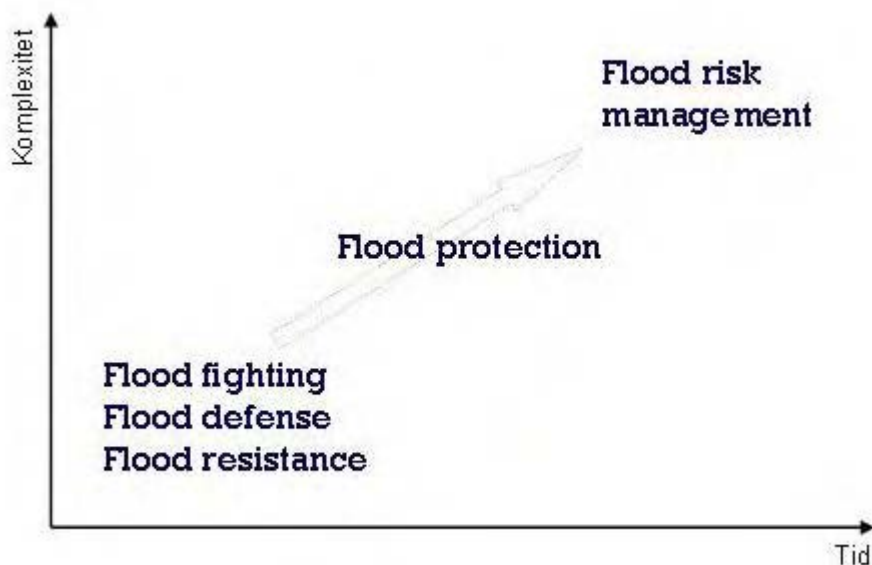 Komplexitet
Flood risk
management
Flood protection
Flood fighting
Flood defense
Flood resistance
Tid